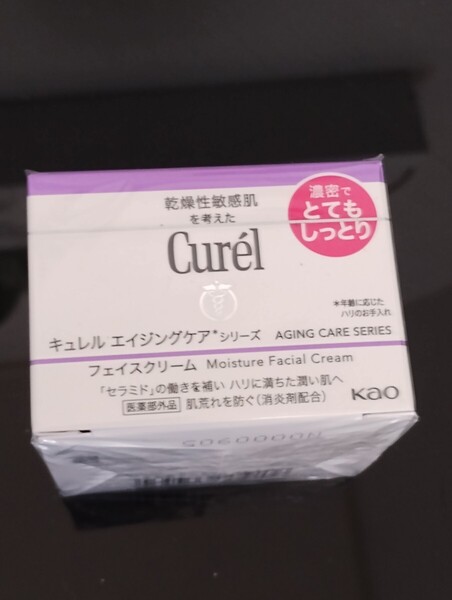 乾燥性敏感肌
を考えた
Curél
濃密で
とても
しっとり
*年齢に応じた
ハリのお手入れ
キュレル エイジングケア*シリーズ AGING CARE SERIES
フェイスクリーム Moisture Facial Cream
「セラミド」の働きを補い ハリに満ちた潤い肌へ
医薬部外品 肌荒れを防ぐ(消炎剤配合)
Kao